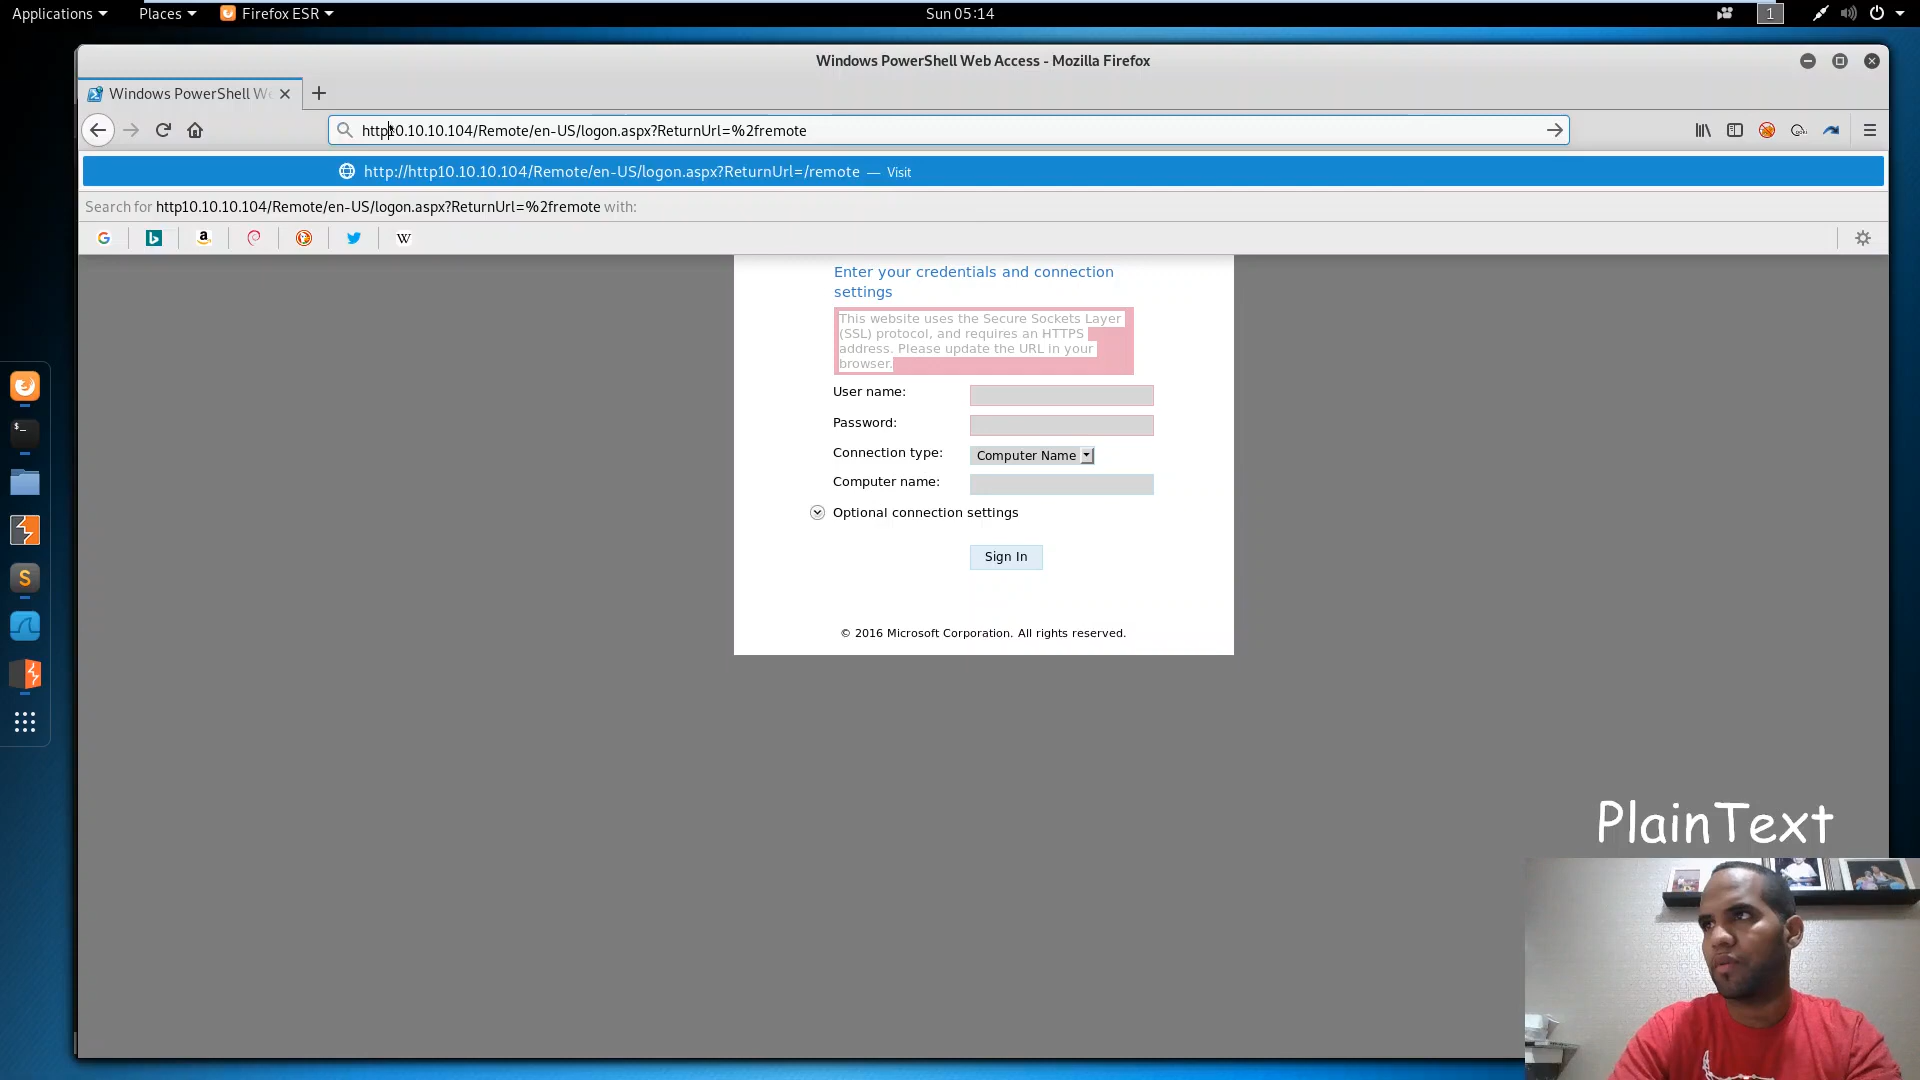 Applications
Places
Firefox ESR
Sun 05:14
1
Windows PowerShell Web Access - Mozilla Firefox
Windows PowerShell We
http10.10.10.104/Remote/en-US/logon.aspx?ReturnUrl=%2fremote
http://http10.10.10.104/Remote/en-US/logon.aspx?ReturnUrl=/remote — Visit
Search for http10.10.10.104/Remote/en-US/logon.aspx?ReturnUrl=%2fremote with:
Enter your credentials and connection
settings
This website uses the Secure Sockets Layer
(SSL) protocol, and requires an HTTPS
address. Please update the URL in your
browser.
User name:
Password:
Connection type:
Computer Name
Computer name:
Optional connection settings
Sign In
© 2016 Microsoft Corporation. All rights reserved.
PlainText